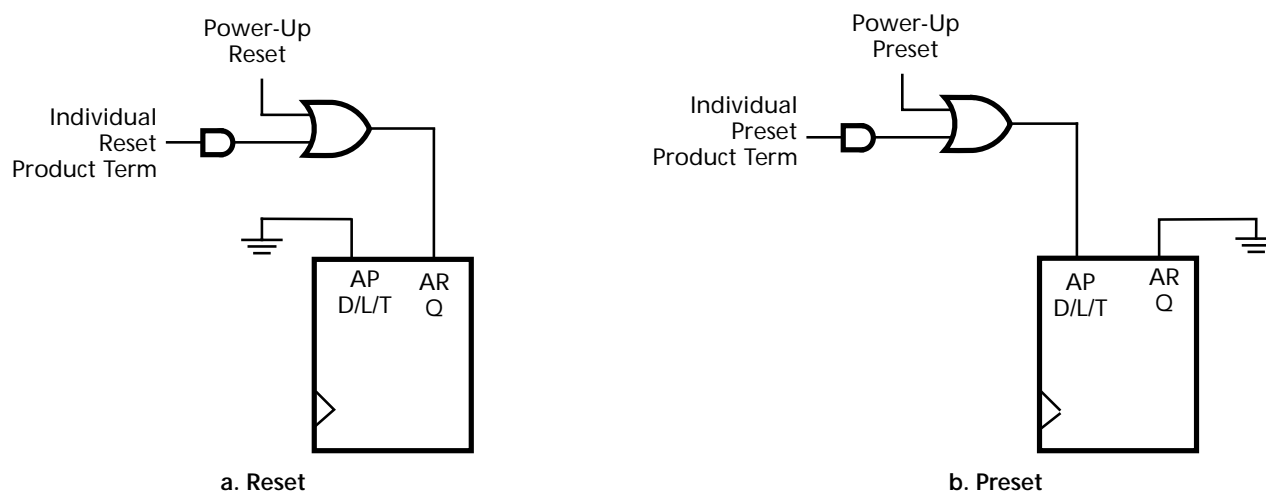 Power-Up
Reset
Individual
Reset
Product Term
AP
AR
D/L/T
Q
a. Reset
Power-Up
Preset
Individual
Preset
Product Term
AP
AR
D/L/T
Q
b. Preset